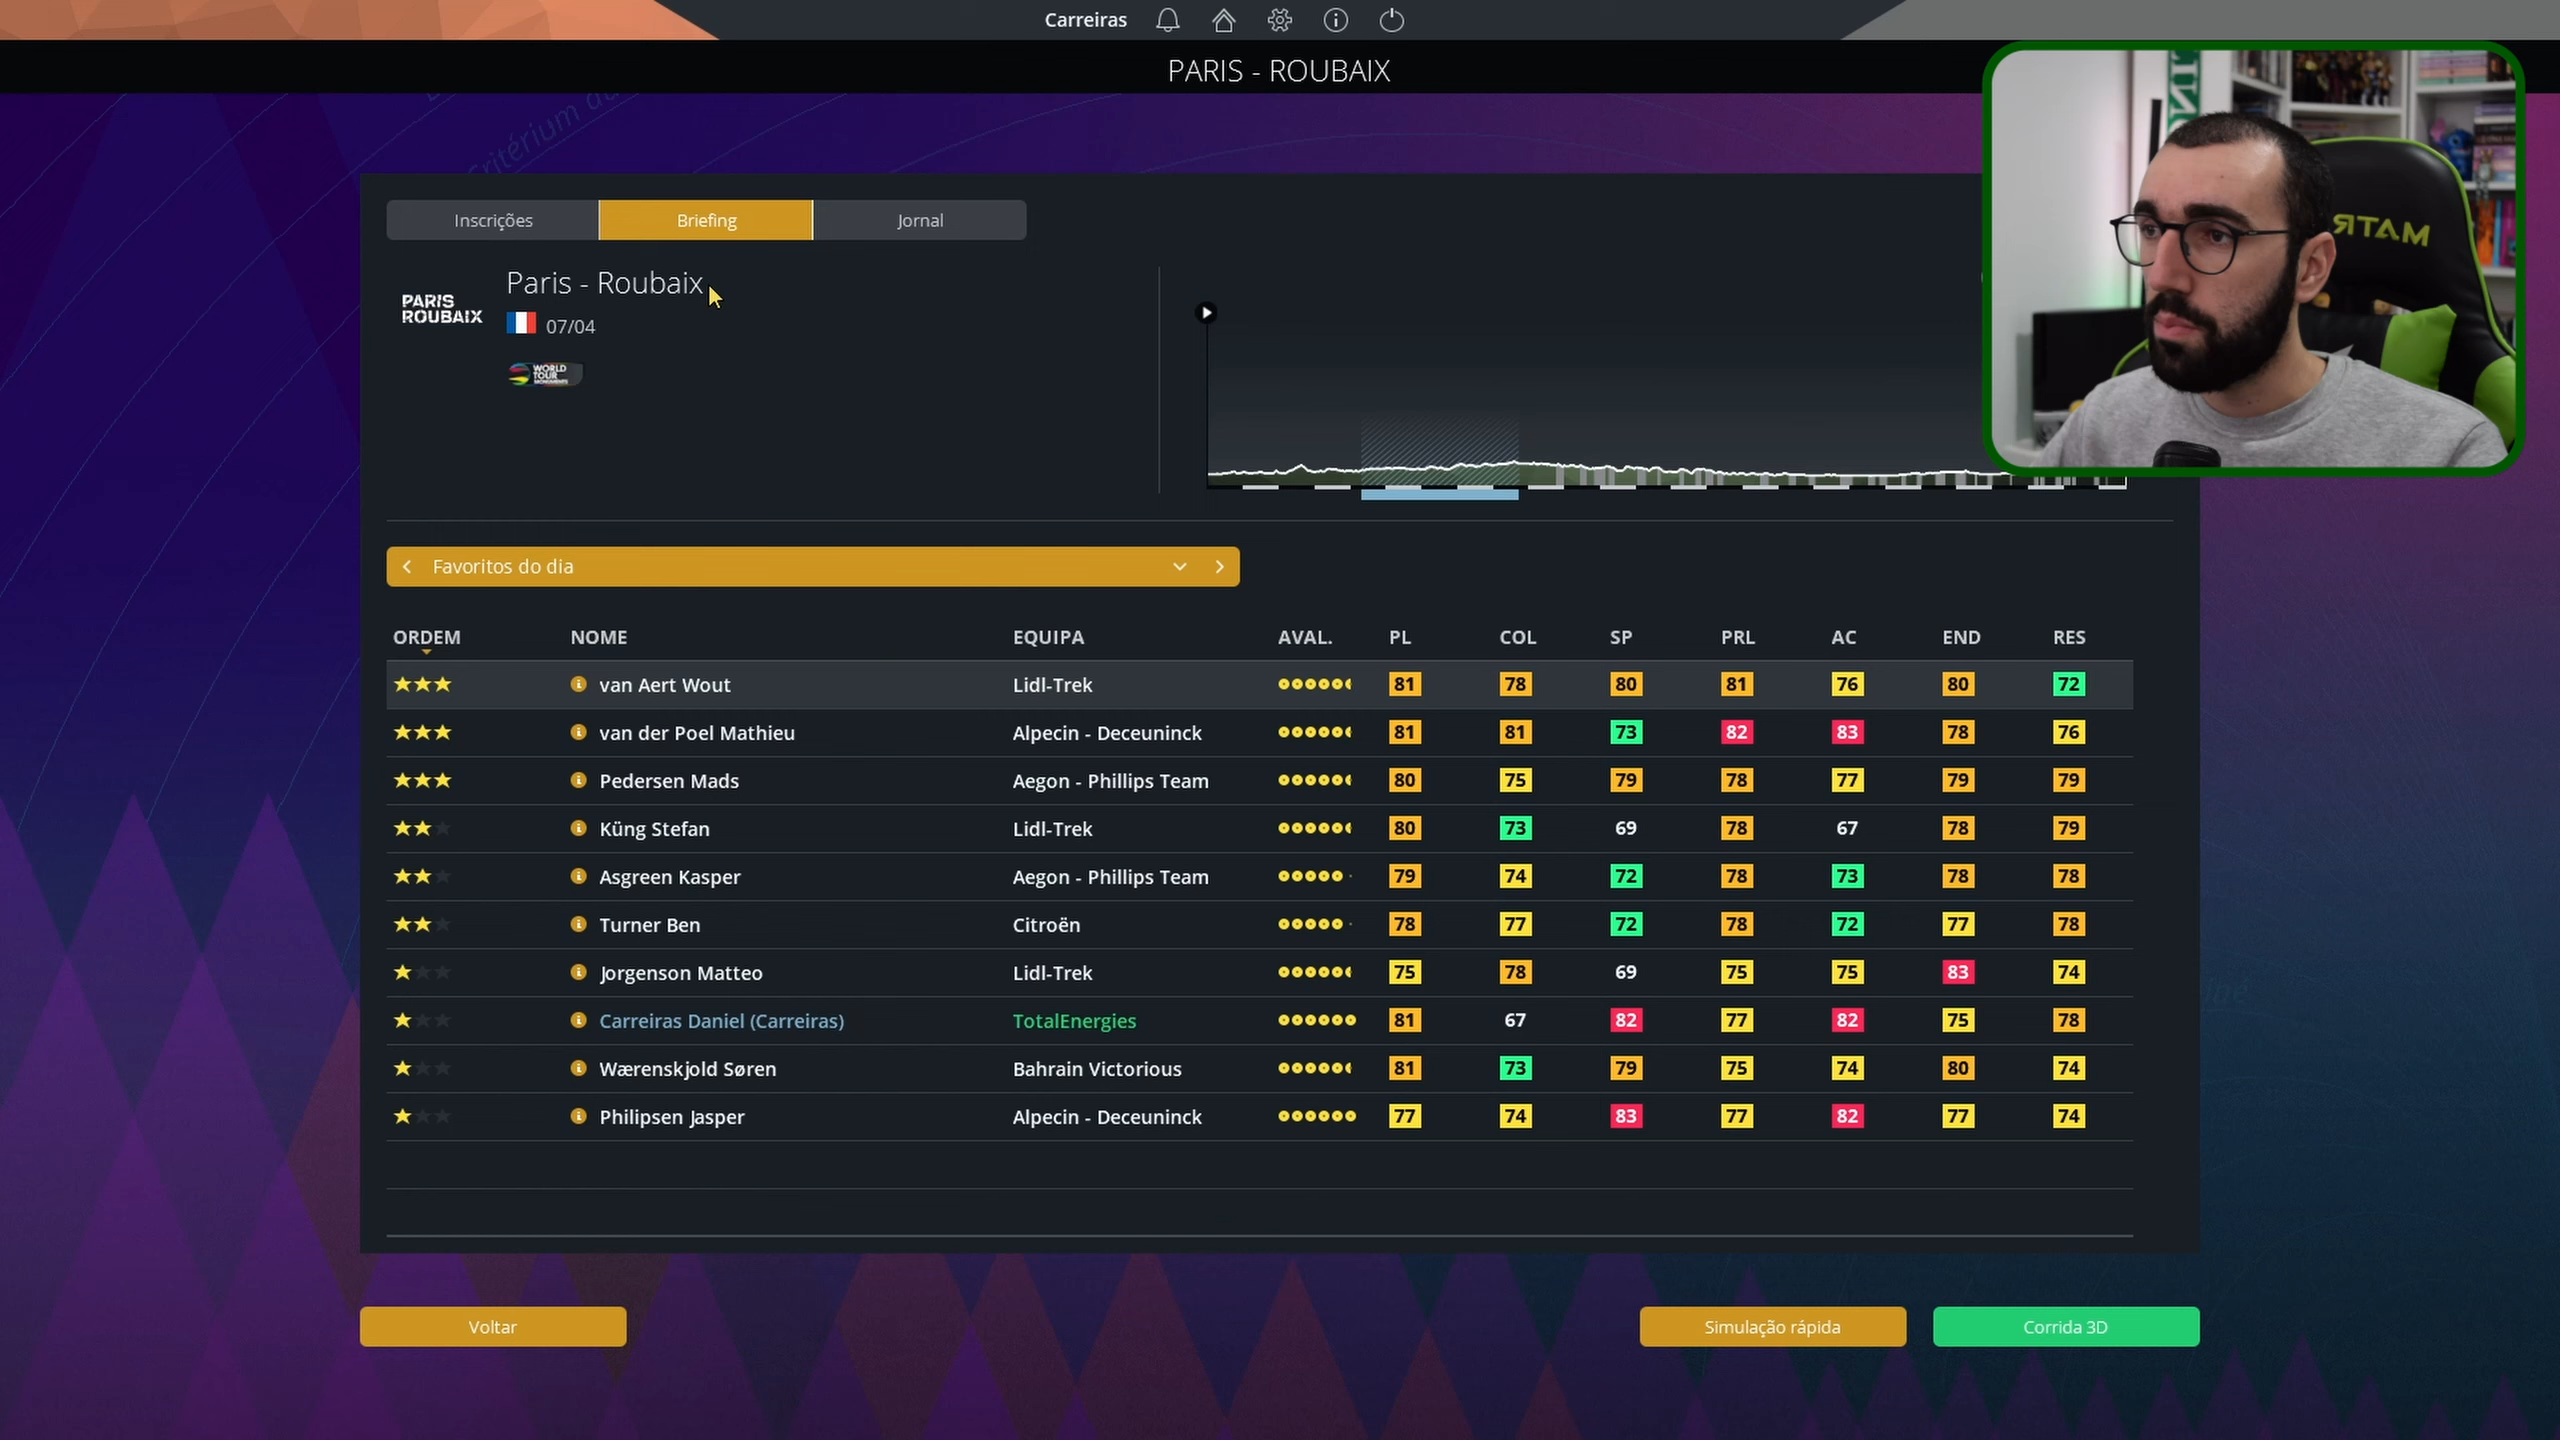 Carreiras
PARIS - ROUBAIX
Critérium du
MATR
Inscrições Briefing Jornal
PARIS
ROUBAIX
Paris - Roubaix
07/04
WORLD
TOUR
MONUMENTS
Favoritos do dia
ORDEM NOME EQUIPA AVAL. PL COL SP PRL AC END RES
van Aert Wout Lidl-Trek 81 78 80 81 76 80 72
van der Poel Mathieu Alpecin - Deceuninck 81 81 73 82 83 78 76
Pedersen Mads Aegon - Phillips Team 80 75 79 78 77 79 79
Küng Stefan Lidl-Trek 80 73 69 78 67 78 79
Asgreen Kasper Aegon - Phillips Team 79 74 72 78 73 78 78
Turner Ben Citroën 78 77 72 78 72 77 78
Jorgenson Matteo Lidl-Trek 75 78 69 75 75 83 74
Carreiras Daniel (Carreiras) TotalEnergies 81 67 82 77 82 75 78
Wærenskjold Søren Bahrain Victorious 81 73 79 75 74 80 74
Philipsen Jasper Alpecin - Deceuninck 77 74 83 77 82 77 74
Voltar Simulação rápida Corrida 3D